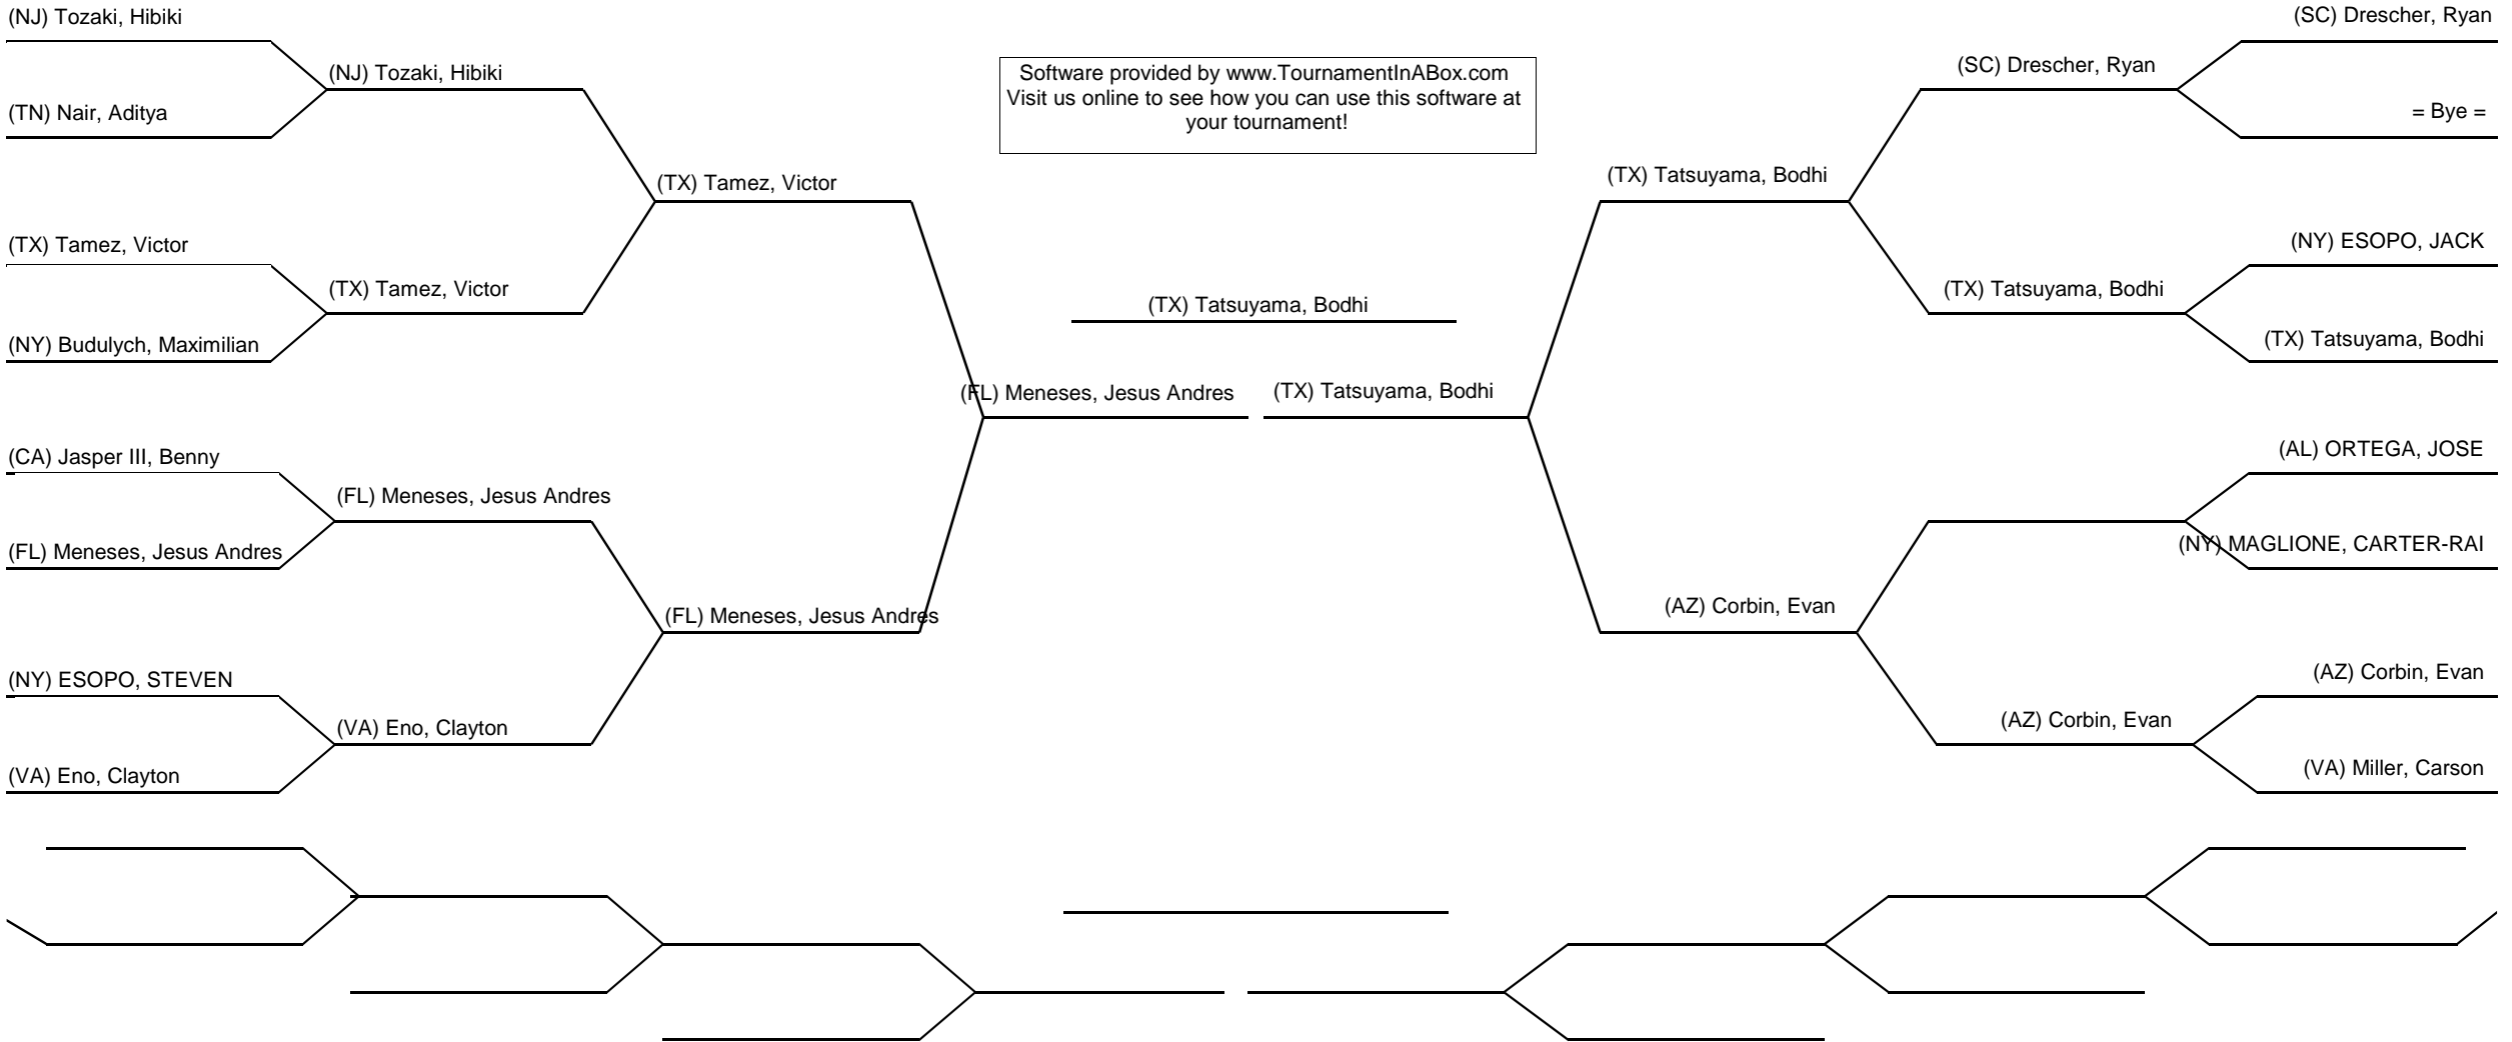 (NJ) Tozaki, Hibiki
(TN) Nair, Aditya
(TX) Tamez, Victor
(NY) Budulych, Maximilian
(CA) Jasper III, Benny
(FL) Meneses, Jesus Andres
(NY) ESOPO, STEVEN
(VA) Eno, Clayton
(NJ) Tozaki, Hibiki
(TX) Tamez, Victor
(FL) Meneses, Jesus Andres
(VA) Eno, Clayton
(TX) Tamez, Victor
(FL) Meneses, Jesus Andres
Software provided by www.TournamentInABox.com
Visit us online to see how you can use this software at
your tournament!
(TX) Tatsuyama, Bodhi
(FL) Meneses, Jesus Andres
(TX) Tatsuyama, Bodhi
(TX) Tatsuyama, Bodhi
(AZ) Corbin, Evan
(SC) Drescher, Ryan
(TX) Tatsuyama, Bodhi
(AZ) Corbin, Evan
(SC) Drescher, Ryan
= Bye =
(NY) ESOPO, JACK
(TX) Tatsuyama, Bodhi
(AL) ORTEGA, JOSE
(NY) MAGLIONE, CARTER-RAI
(AZ) Corbin, Evan
(VA) Miller, Carson